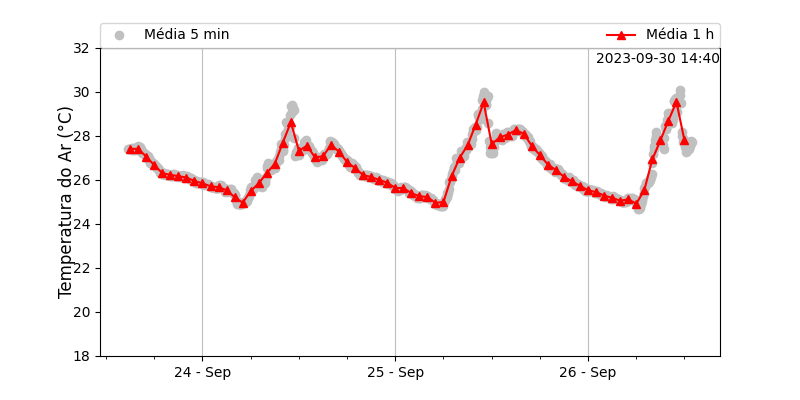 Média 5 min
Média 1 h
2023-09-30 14:40
Temperatura do Ar (°C)
32
30
28
26
24
22
20
18
24 - Sep
25 - Sep
26 - Sep